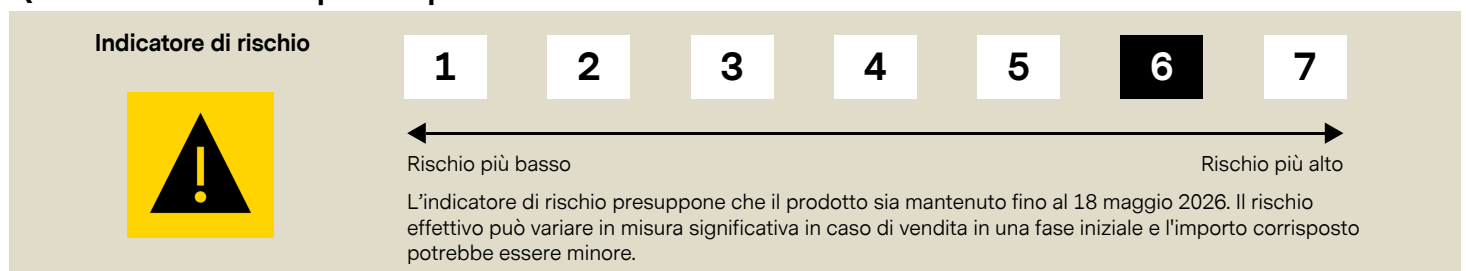 Indicatore di rischio
1 2 3 4 5 6 7
Rischio più basso Rischio più alto
L'indicatore di rischio presuppone che il prodotto sia mantenuto fino al 18 maggio 2026. Il rischio
effettivo può variare in misura significativa in caso di vendita in una fase iniziale e l'importo corrisposto
potrebbe essere minore.